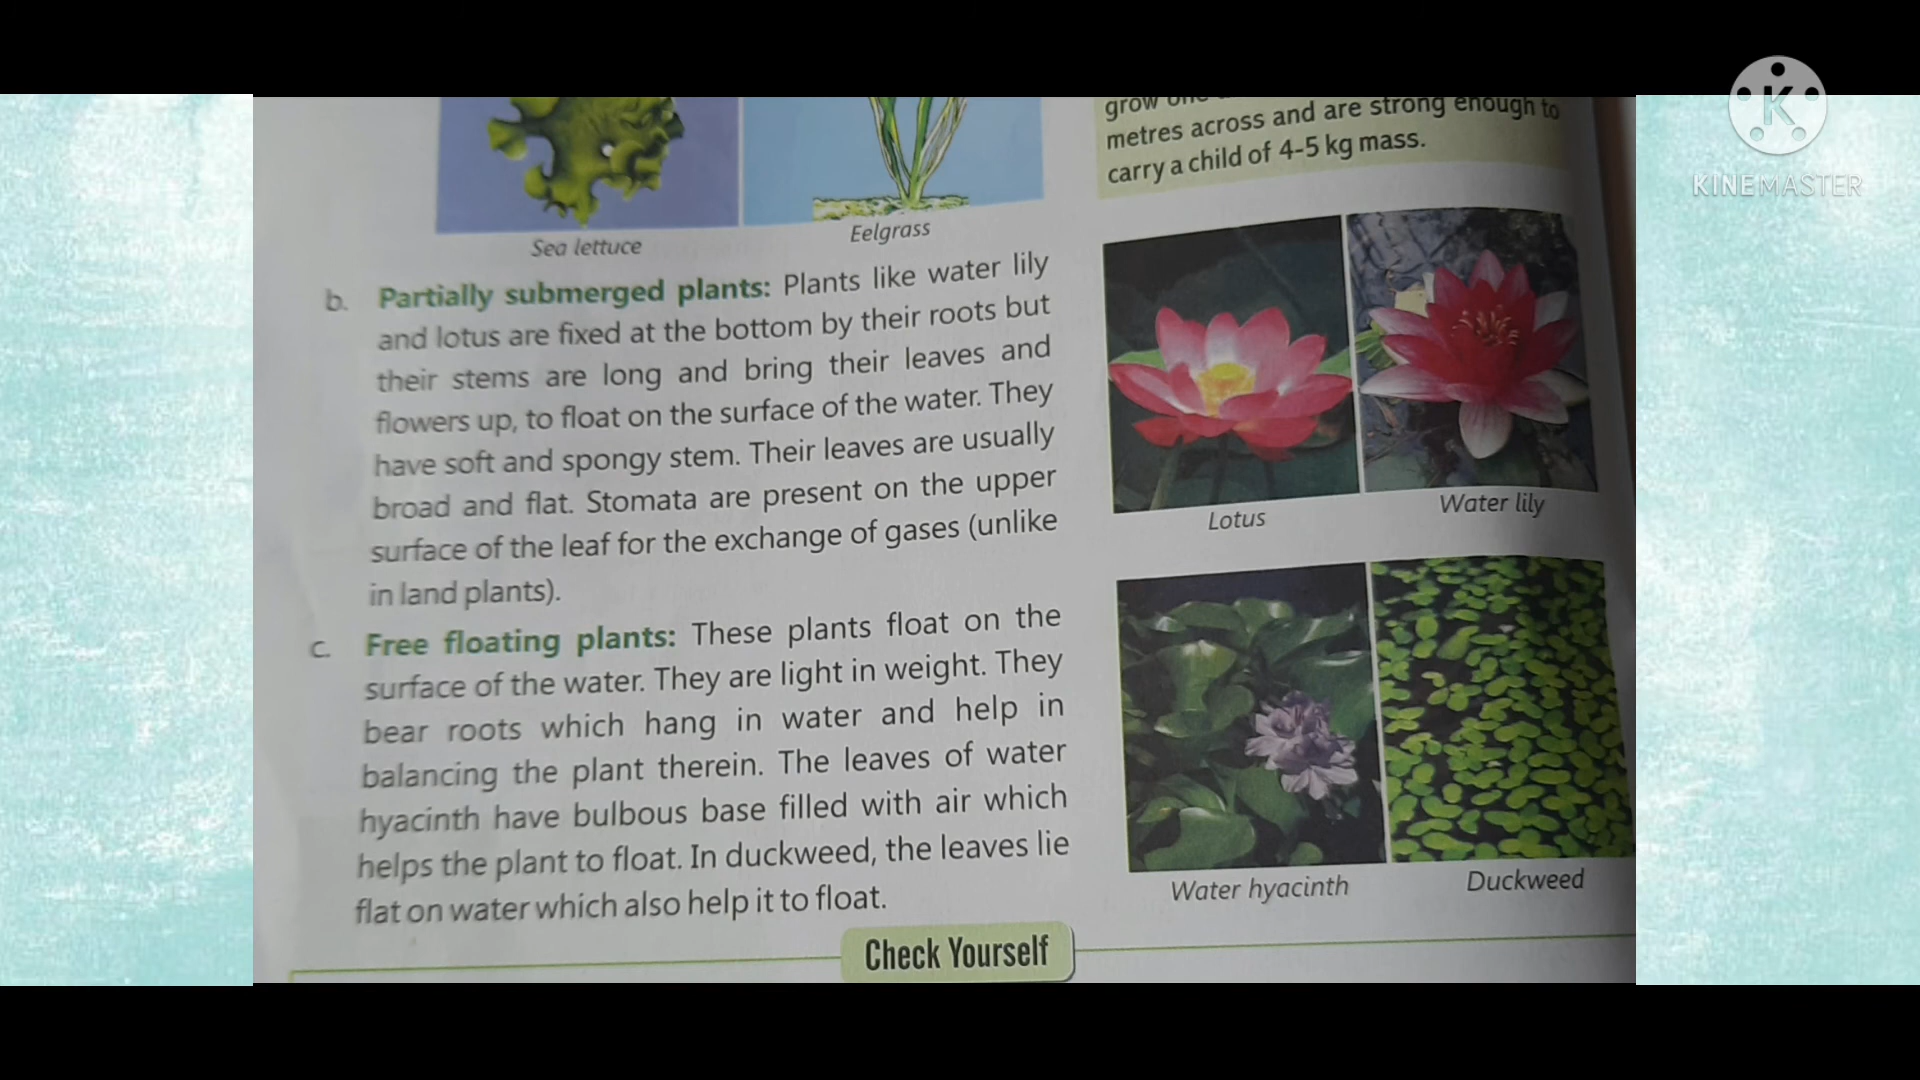 grow
metres across and are strong enough to
carry a child of 4-5 kg mass.
KINEMASTER
Sea lettuce
Eelgrass
b. Partially submerged plants: Plants like water lily
and lotus are fixed at the bottom by their roots but
their stems are long and bring their leaves and
flowers up, to float on the surface of the water. They
have soft and spongy stem. Their leaves are usually
broad and flat. Stomata are present on the upper
surface of the leaf for the exchange of gases (unlike
in land plants).
Lotus
Water lily
c. Free floating plants: These plants float on the
surface of the water. They are light in weight. They
bear roots which hang in water and help in
balancing the plant therein. The leaves of water
hyacinth have bulbous base filled with air which
helps the plant to float. In duckweed, the leaves lie
flat on water which also help it to float.
Water hyacinth
Duckweed
Check Yourself